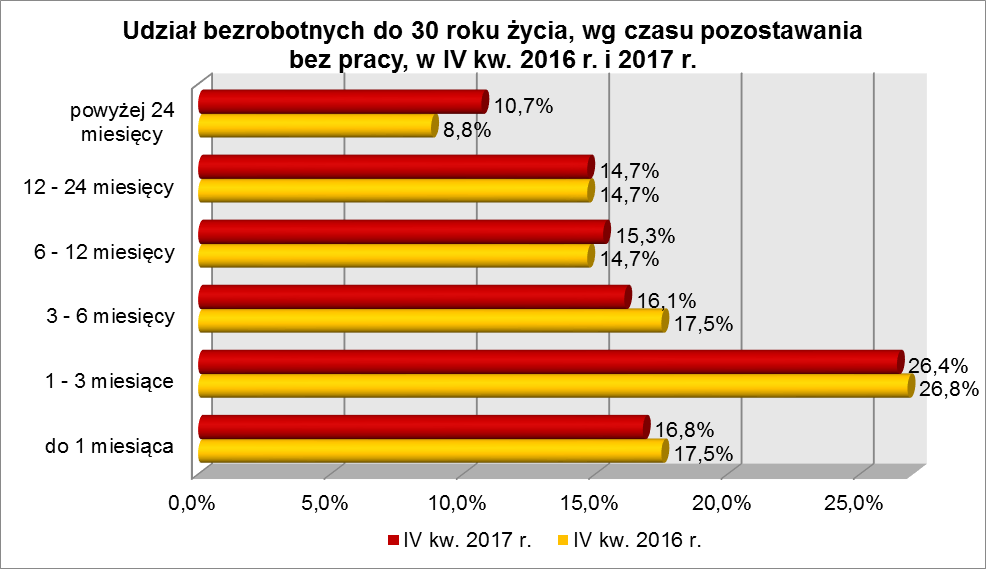 Udział bezrobotnych do 30 roku życia, wg czasu pozostawania
bez pracy, w IV kw. 2016 r. i 2017 r.
powyżej 24
miesięcy
10,7%
8,8%
12 - 24 miesięcy
14,7%
14,7%
6 - 12 miesięcy
15,3%
14,7%
3 - 6 miesięcy
16,1%
17,5%
1 - 3 miesiące
26,4%
26,8%
do 1 miesiąca
16,8%
17,5%
0,0% 5,0% 10,0% 15,0% 20,0% 25,0%
IV kw. 2017 r. IV kw. 2016 r.